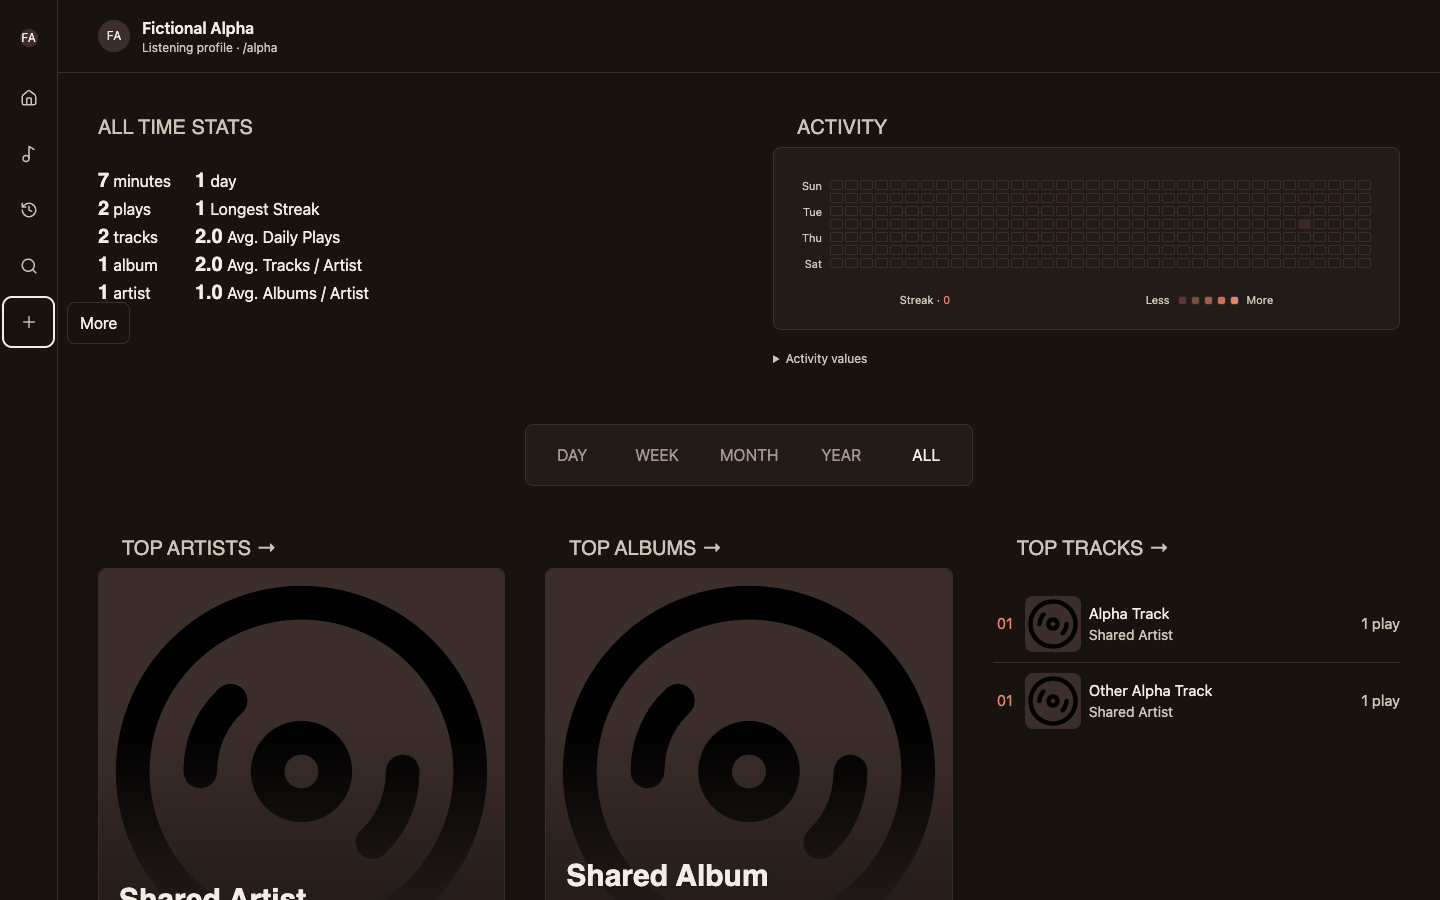 FA
FA
Fictional Alpha
Listening profile · /alpha
ALL TIME STATS
7 minutes
2 plays
2 tracks
1 album
1 artist
1 day
1 Longest Streak
2.0 Avg. Daily Plays
2.0 Avg. Tracks / Artist
1.0 Avg. Albums / Artist
More
ACTIVITY
Sun
Tue
Thu
Sat
Streak · 0
Less
More
Activity values
DAY WEEK MONTH YEAR ALL
TOP ARTISTS →
Shared Artist
TOP ALBUMS →
Shared Album
TOP TRACKS →
01 Alpha Track 1 play
Shared Artist
01 Other Alpha Track 1 play
Shared Artist